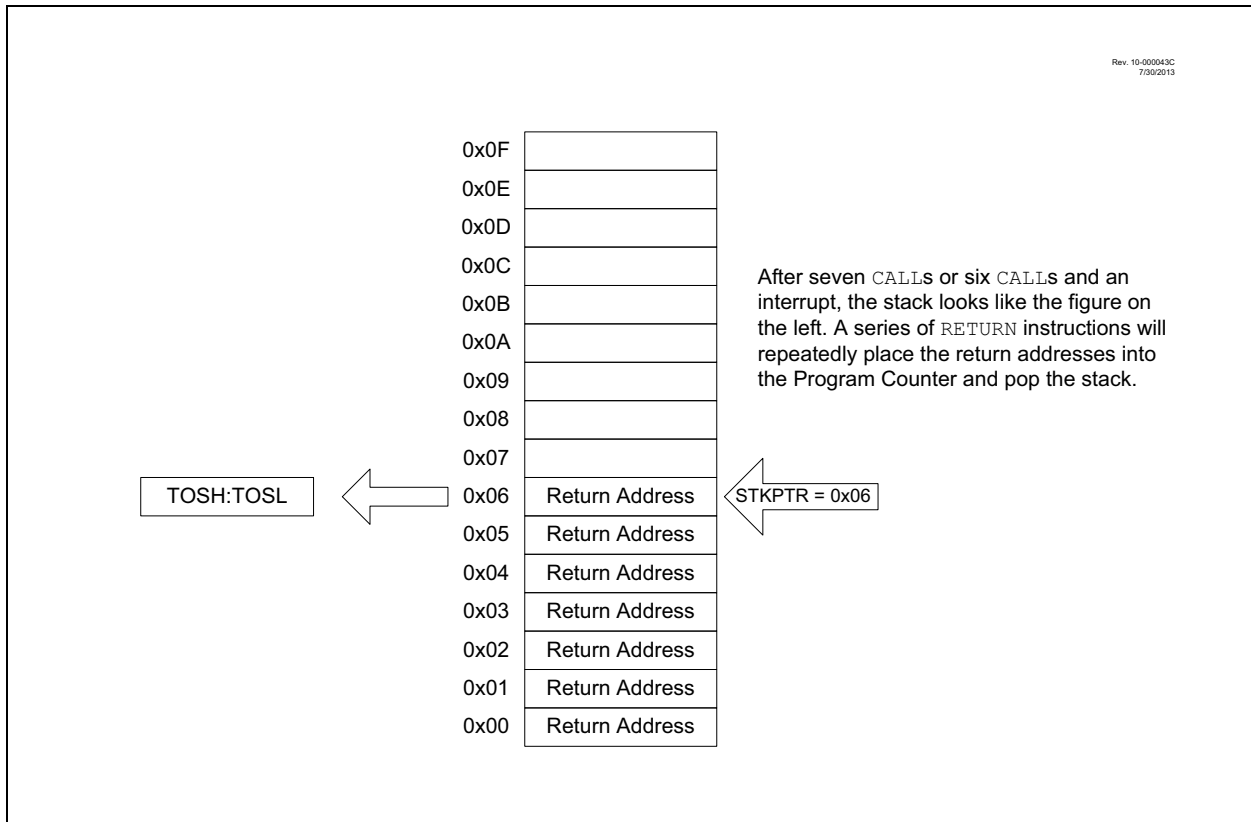 Rev. 10-000043C
7/30/2013
0x0F
0x0E
0x0D
0x0C
0x0B
0x0A
0x09
0x08
0x07
After seven CALLs or six CALLs and an
interrupt, the stack looks like the figure on
the left. A series of RETURN instructions will
repeatedly place the return addresses into
the Program Counter and pop the stack.
TOSH:TOSL
0x06 Return Address
STKPTR = 0x06
0x05 Return Address
0x04 Return Address
0x03 Return Address
0x02 Return Address
0x01 Return Address
0x00 Return Address